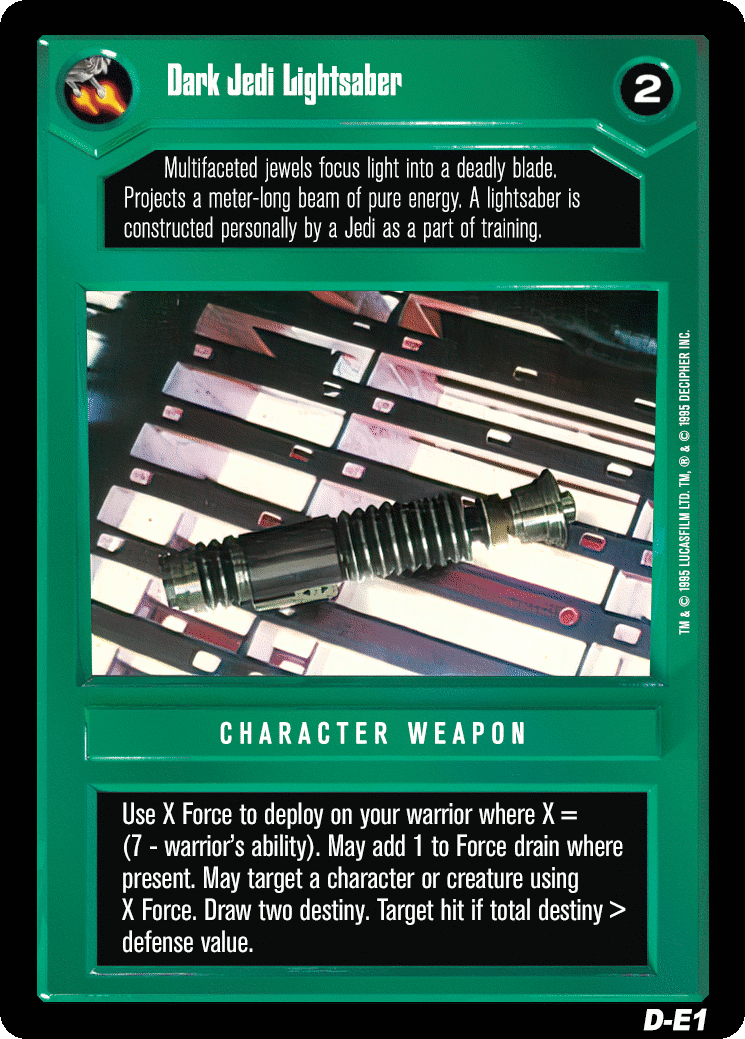 Dark Jedi Lightsaber
2
Multifaceted jewels focus light into a deadly blade.
Projects a meter-long beam of pure energy. A lightsaber is
constructed personally by a Jedi as a part of training.
TM & © 1995 LUCASFILM LTD. TM, ® & © 1995 DECIPHER INC.
CHARACTER WEAPON
Use X Force to deploy on your warrior where X =
(7 - warrior's ability). May add 1 to Force drain where
present. May target a character or creature using
X Force. Draw two destiny. Target hit if total destiny >
defense value.
D-E1